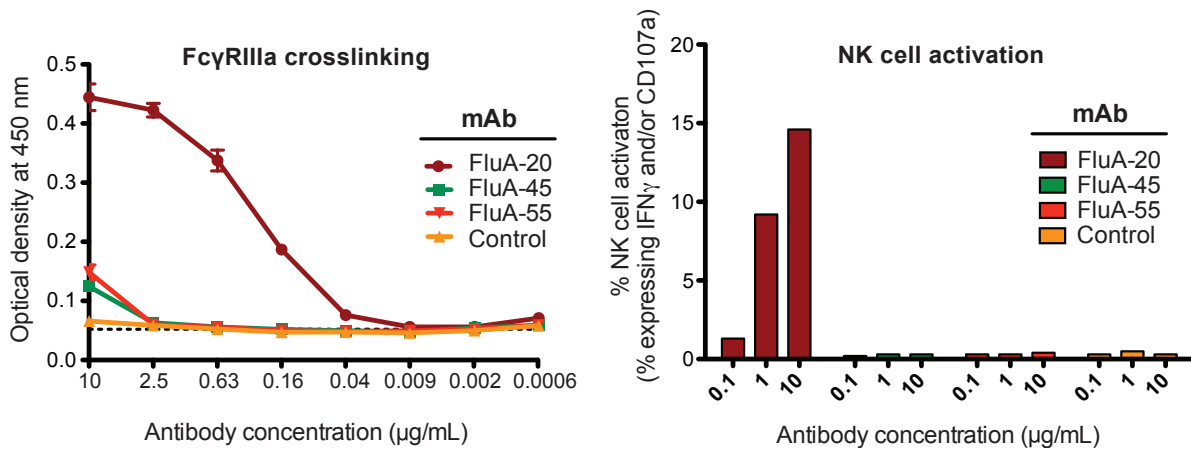 FcγRIIIa crosslinking
Optical density at 450 nm
0.5
0.4
0.3
0.2
0.1
0.0
10 2.5 0.63 0.16 0.04 0.009 0.002 0.0006
Antibody concentration (µg/mL)
mAb
FluA-20
FluA-45
FluA-55
Control
NK cell activation
% NK cell activaton
(% expressing IFNγ and/or CD107a)
20
15
10
5
0
0.1 1 10 0.1 1 10 0.1 1 10 0.1 1 10
Antibody concentration (µg/mL)
mAb
FluA-20
FluA-45
FluA-55
Control